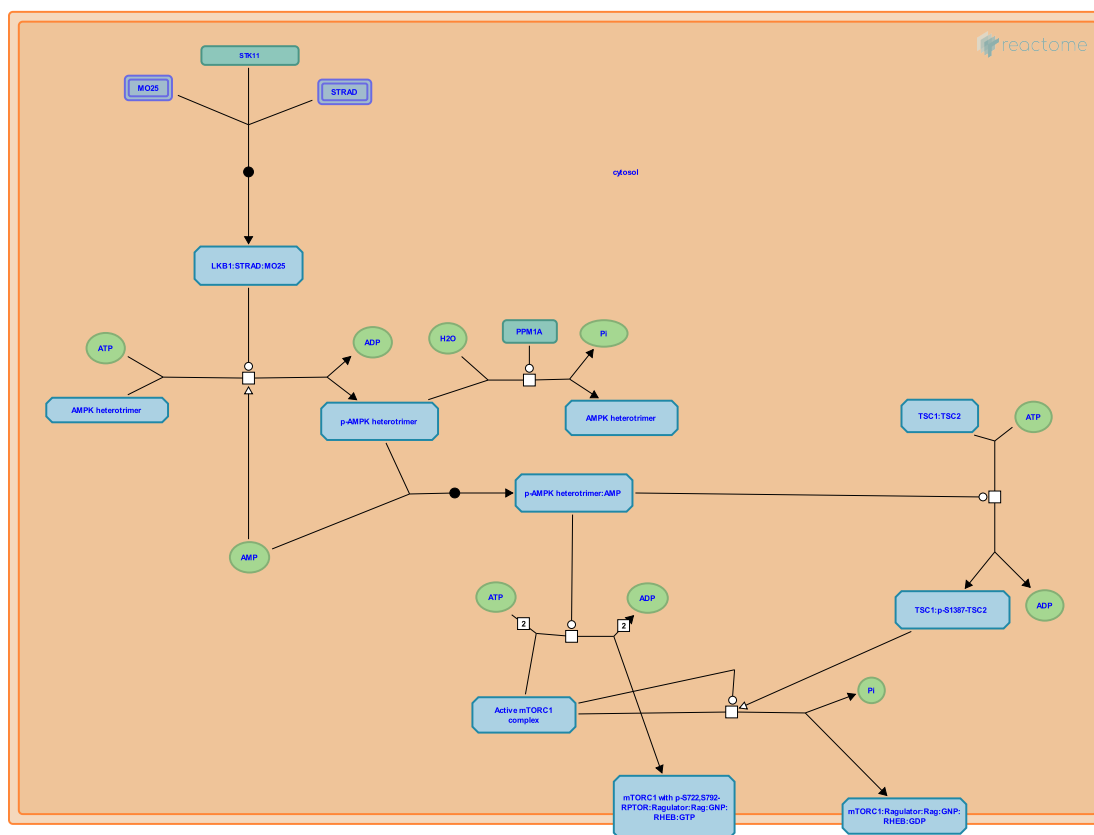 reactome
STK11
MO25
STRAD
cytosol
LKB1:STRAD:MO25
ATP
ADP
H2O
PPM1A
Pi
AMPK heterotrimer
p-AMPK heterotrimer
AMPK heterotrimer
TSC1:TSC2
ATP
p-AMPK heterotrimer:AMP
AMP
ATP
ADP
2
2
TSC1:p-S1387-TSC2
ADP
Active mTORC1
complex
Pi
mTORC1 with p-S722,S792-
RPTOR:Ragulator:Rag:GNP:
RHEB:GTP
mTORC1:Ragulator:Rag:GNP:
RHEB:GDP